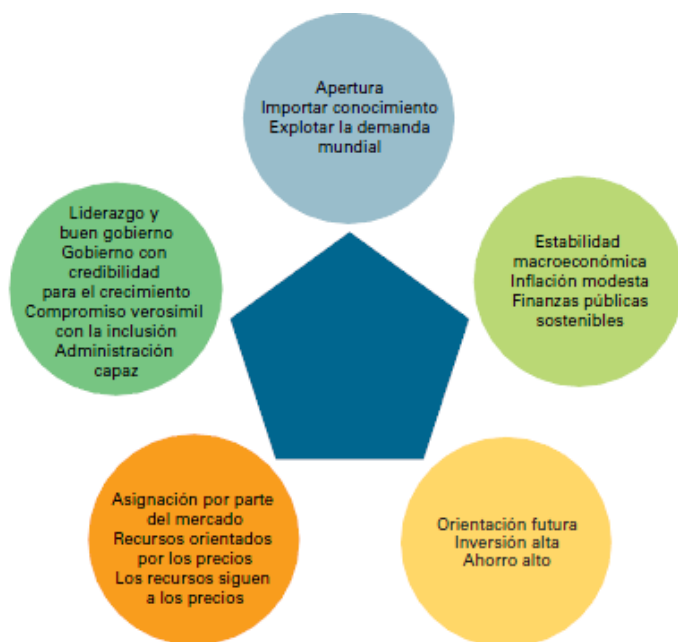 Apertura
Importar conocimiento
Explotar la demanda
mundial
Liderazgo y
buen gobierno
Gobierno con
credibilidad
para el crecimiento
Compromiso verosímil
con la inclusión
Administración
capaz
Estabilidad
macroeconómica
Inflación modesta
Finanzas públicas
sostenibles
Asignación por parte
del mercado
Recursos orientados
por los precios
Los recursos siguen
a los precios
Orientación futura
Inversión alta
Ahorro alto